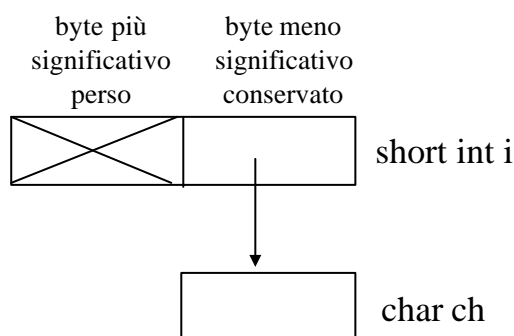 byte più
significativo
perso
byte meno
significativo
conservato
short int i
char ch